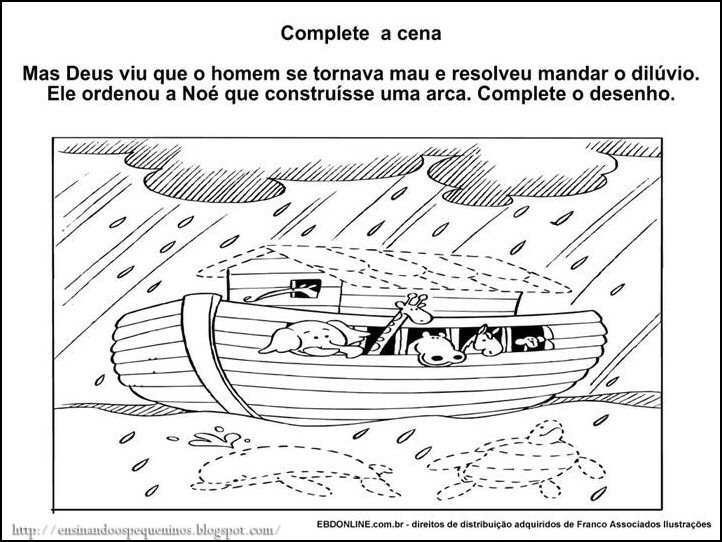 Complete a cena
Mas Deus viu que o homem se tornava mau e resolveu mandar o dilúvio.
Ele ordenou a Noé que construísse uma arca. Complete o desenho.
EBDONLINE.com.br - direitos de distribuição adquiridos de Franco Associados Ilustrações
http://ensinandoospequeninos.blogspot.com/